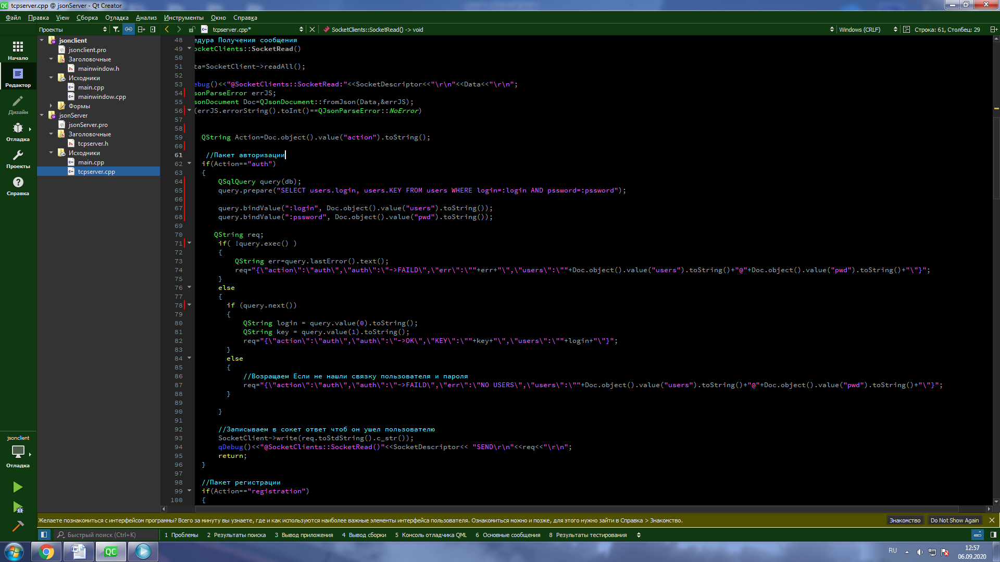 tcpserver.cpp @ jsonServer - Qt Creator
Файл Правка View Сборка Отладка Анализ Инструменты Окно Справка
Проекты
tcpserver.cpp*
SocketClients::SocketRead() -> void
Windows (CRLF)
Строка: 61, Столбец: 29
Начало
Редактор
Дизайн
Отладка
Проекты
Справка
jsonclient
Отладка
jsonclient
jsonclient.pro
Заголовочные
mainwindow.h
Исходники
main.cpp
mainwindow.cpp
Формы
jsonServer
jsonServer.pro
Заголовочные
tcpserver.h
Исходники
main.cpp
tcpserver.cpp
48 едура Получения сообщения
49 ocketClients::SocketRead()
50
51 ta=SocketClient->readAll();
52
53 ebug()<<"@SocketClients::SocketRead:"<<SocketDescriptor<<"\r\n"<<Data<<"\r\n";
54 sonParseError errJS;
55 sonDocument Doc=QJsonDocument::fromJson(Data,&errJS);
56 (errJS.errorString().toInt()==QJsonParseError::NoError)
57
58
59 QString Action=Doc.object().value("action").toString();
60
61 //Пакет авторизации
62 if(Action=="auth")
63 {
64 QSqlQuery query(db);
65 query.prepare("SELECT users.login, users.KEY FROM users WHERE login=:login AND pssword=:pssword");
66
67 query.bindValue(":login", Doc.object().value("users").toString());
68 query.bindValue(":pssword", Doc.object().value("pwd").toString());
69
70 QString req;
71 if( !query.exec() )
72 {
73 QString err=query.lastError().text();
74 req="{\"action\":\"auth\",\"auth\":\"->FAILD\",\"err\":\""+err+"\",\"users\":\""+Doc.object().value("users").toString()+"@"+Doc.object().value("pwd").toString()+"\"}";
75 }
76 else
77 {
78 if (query.next())
79 {
80 QString login = query.value(0).toString();
81 QString key = query.value(1).toString();
82 req="{\"action\":\"auth\",\"auth\":\"->OK\",\"KEY\":\""+key+"\",\"users\":\""+login+"\"}";
83 }
84 else
85 {
86 //Возращаем Если не нашли связку пользователя и пароля
87 req="{\"action\":\"auth\",\"auth\":\"->FAILD\",\"err\":\"NO USERS\",\"users\":\""+Doc.object().value("users").toString()+"@"+Doc.object().value("pwd").toString()+"\"}";
88 }
89
90 }
91
92 //Записываем в сокет ответ чтоб он ушел пользователю
93 SocketClient->write(req.toStdString().c_str());
94 qDebug()<<"@SocketClients::SocketRead()"<<SocketDescriptor<< "SEND\r\n"<<req<<"\r\n";
95 return;
96 }
97
98 //Пакет регистрации
99 if(Action=="registration")
100 {
Желаете познакомиться с интерфейсом программы? Всего за минуту вы узнаете, где и как используются наиболее важные элементы интерфейса пользователя. Ознакомиться можно и позже, для этого нужно зайти в Справка > Знакомство.
Знакомство
Do Not Show Again
Быстрый поиск (Ctrl+K)
1 Проблемы 2 Результаты поиска 3 Вывод приложения 4 Вывод сборки 5 Консоль отладчика QML 6 Основные сообщения 8 Результаты тестирования
RU
12:57
06.09.2020